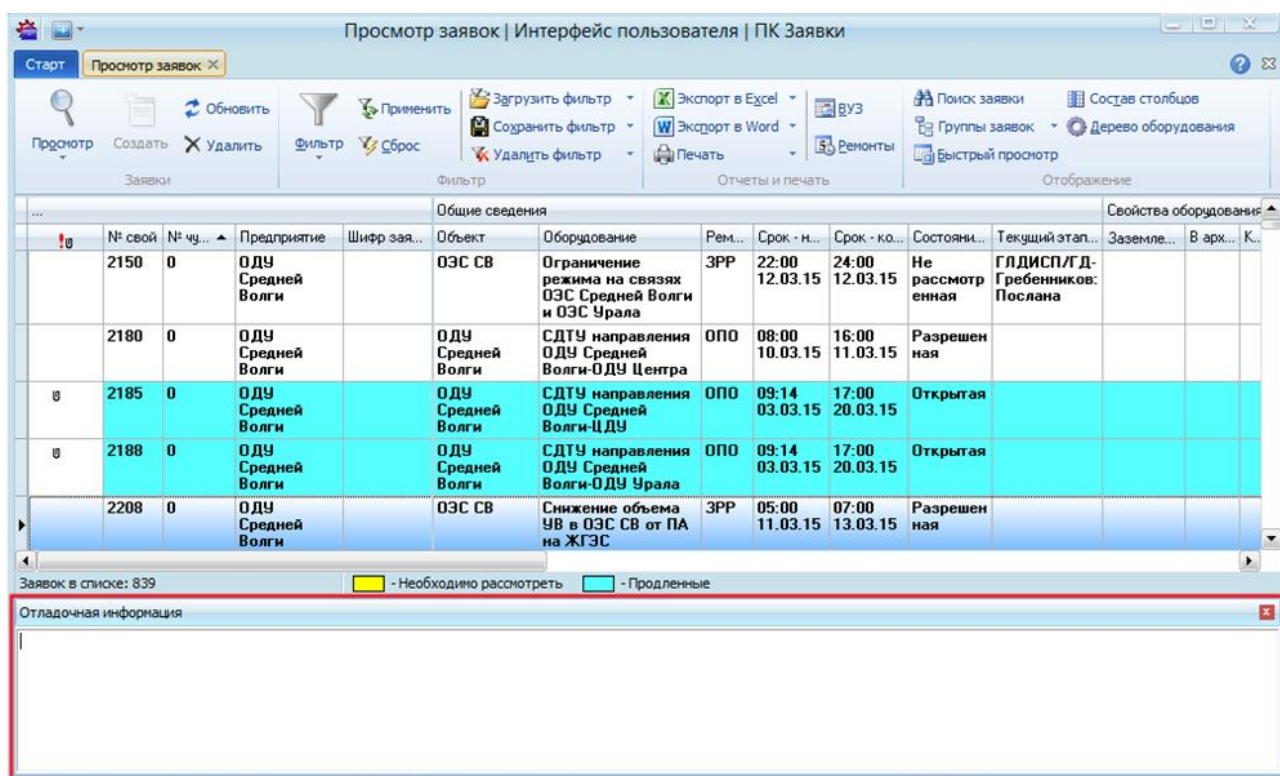 Просмотр заявок | Интерфейс пользователя | ПК Заявки
Старт Просмотр заявок
Просмотр Создать Обновить Удалить
Фильтр Применить Сброс Загрузить фильтр Сохранить фильтр Удалить фильтр
Экспорт в Excel Экспорт в Word Печать ВУЗ Ремонты
Поиск заявки Группы заявок Быстрый просмотр Состав столбцов Дерево оборудования
Заявки Фильтр Отчеты и печать Отображение
... Общие сведения Свойства оборудования
№ свой № чу... Предприятие Шифр зая... Объект Оборудование Рем... Срок - н... Срок - ко... Состояни... Текущий этап... Заземле... В арх... К...
2150 0 ОДУ ОЭС СВ Ограничение ЗРР 22:00 24:00 Не ГЛДИСП/ГД-
Средней режима на связях 12.03.15 12.03.15 рассмотр Гребенников:
Волги ОЭС Средней Волги енная Послана
и ОЭС Урала
2180 0 ОДУ ОДУ СДТУ направления ОПО 08:00 16:00 Разрешен
Средней Средней ОДУ Средней 10.03.15 11.03.15 ная
Волги Волги Волги-ОДУ Центра
2185 0 ОДУ ОДУ СДТУ направления ОПО 09:14 17:00 Открытая
Средней Средней ОДУ Средней 03.03.15 20.03.15
Волги Волги Волги-ЦДУ
2188 0 ОДУ ОДУ СДТУ направления ОПО 09:14 17:00 Открытая
Средней Средней ОДУ Средней 03.03.15 20.03.15
Волги Волги Волги-ОДУ Урала
2208 0 ОДУ ОЭС СВ Снижение объема ЗРР 05:00 07:00 Разрешен
Средней УВ в ОЭС СВ от ПА 11.03.15 13.03.15 ная
Волги на ЖГЭС
Заявок в списке: 839 - Необходимо рассмотреть - Продленные
Отладочная информация